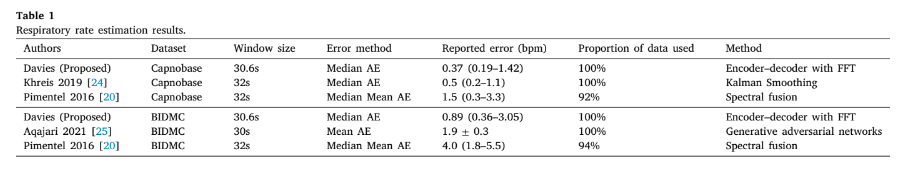 Table 1
Respiratory rate estimation results.
Authors Dataset Window size Error method Reported error (bpm) Proportion of data used Method
Davies (Proposed) Capnobase 30.6s Median AE 0.37 (0.19–1.42) 100% Encoder–decoder with FFT
Khreis 2019 [24] Capnobase 32s Median AE 0.5 (0.2–1.1) 100% Kalman Smoothing
Pimentel 2016 [20] Capnobase 32s Median Mean AE 1.5 (0.3–3.3) 92% Spectral fusion
Davies (Proposed) BIDMC 30.6s Median AE 0.89 (0.36–3.05) 100% Encoder–decoder with FFT
Aqajari 2021 [25] BIDMC 30s Mean AE 1.9 ± 0.3 100% Generative adversarial networks
Pimentel 2016 [20] BIDMC 32s Median Mean AE 4.0 (1.8–5.5) 94% Spectral fusion